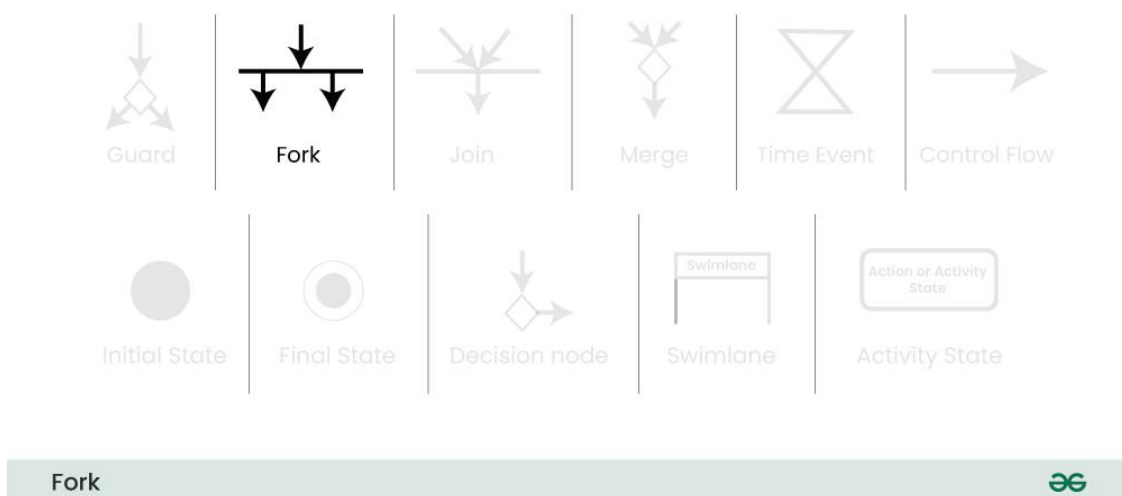 Guard
Fork
Join
Merge
Time Event
Control Flow
Swimlane
Action or Activity
State
Initial State
Final State
Decision node
Swimlane
Activity State
Fork